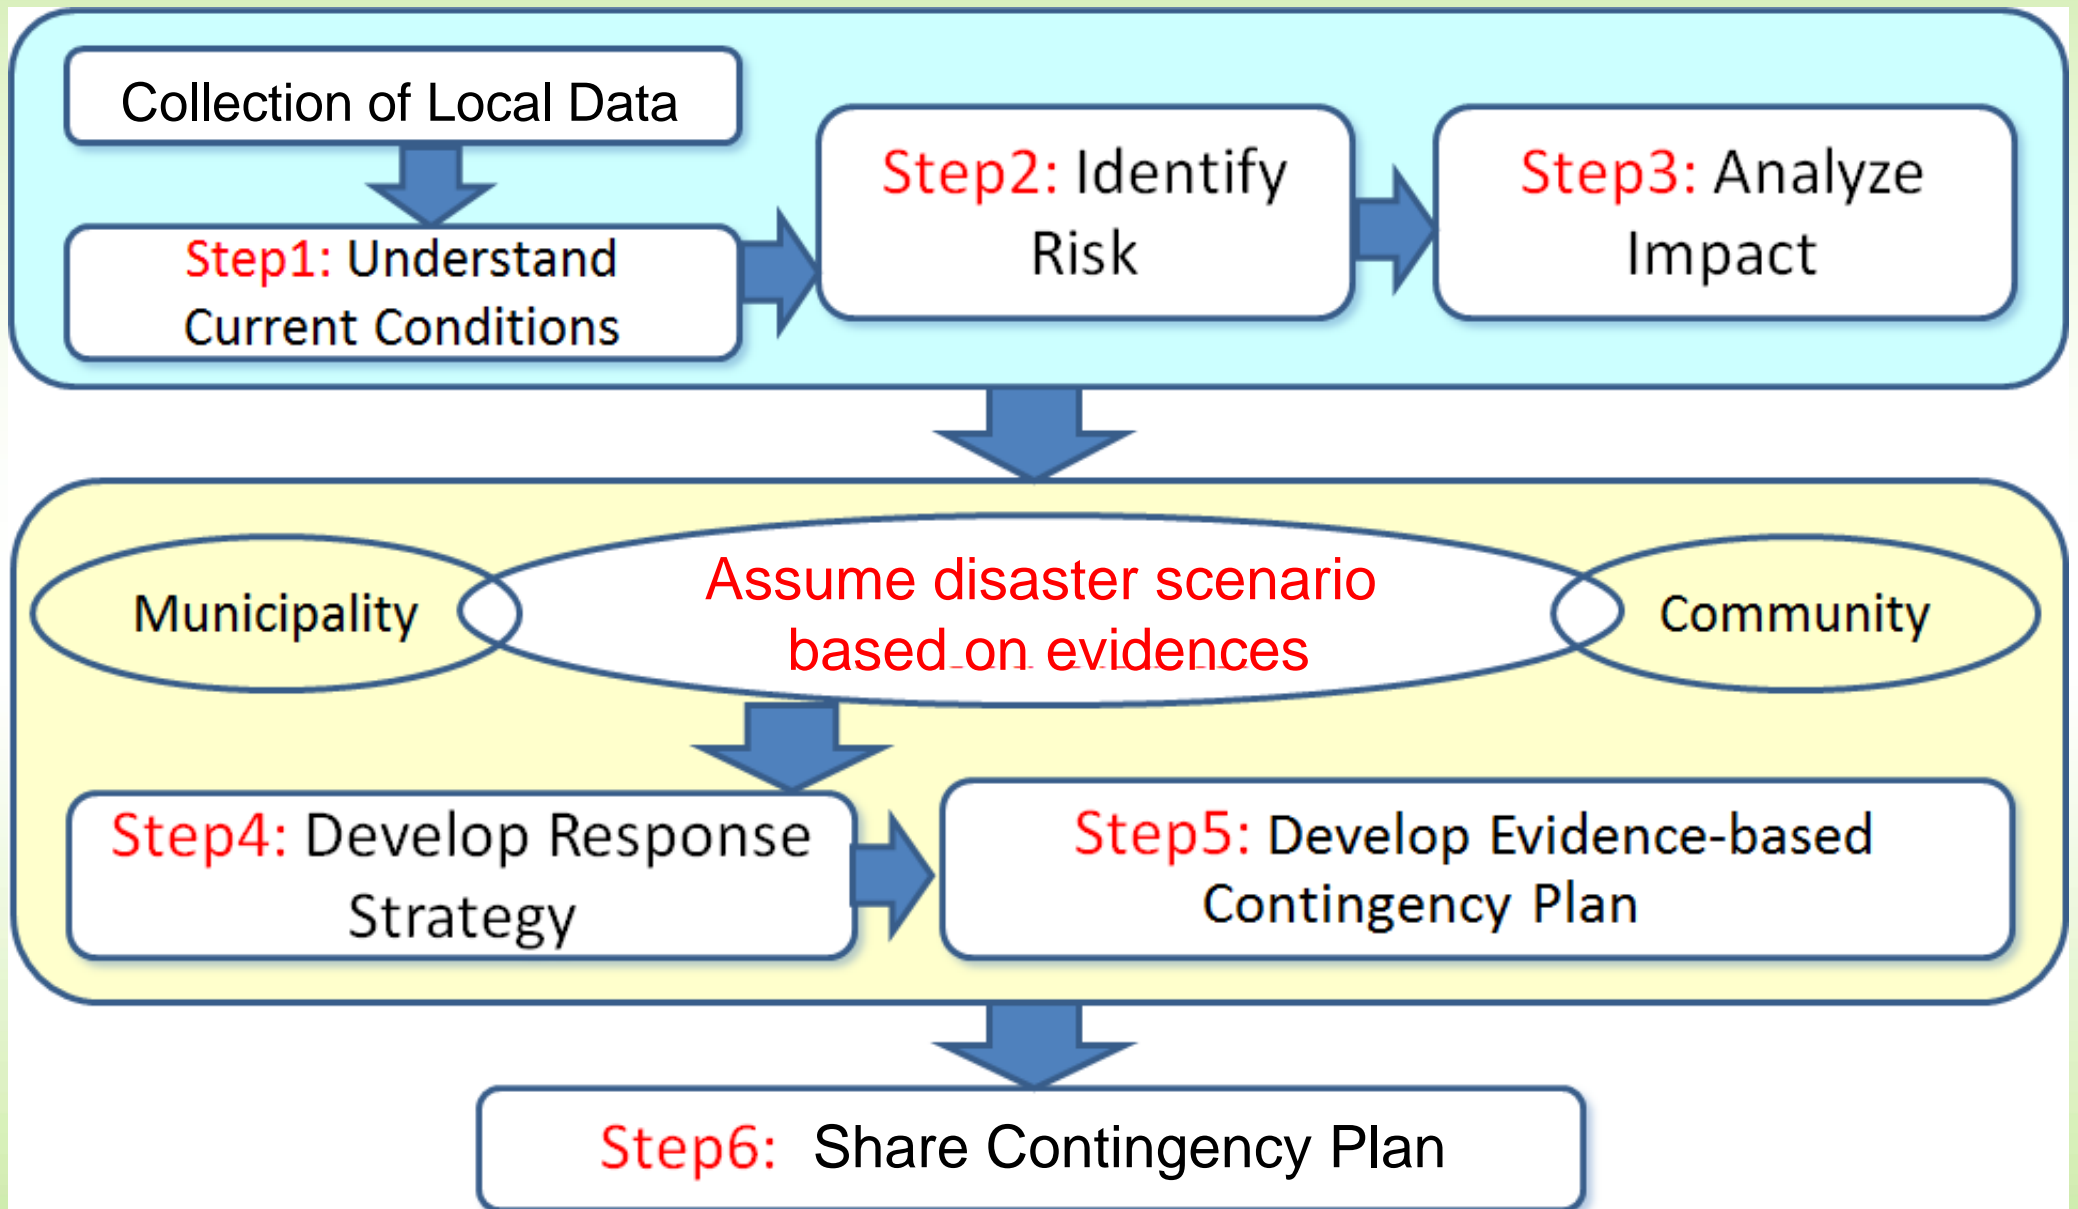 Collection of Local Data
Step1: Understand
Current Conditions
Step2: Identify
Risk
Step3: Analyze
Impact
Municipality
Assume disaster scenario
based on evidences
Community
Step4: Develop Response
Strategy
Step5: Develop Evidence-based
Contingency Plan
Step6: Share Contingency Plan